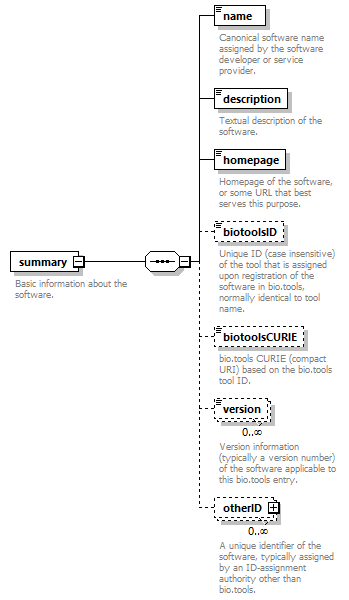 name
Canonical software name
assigned by the software
developer or service
provider.
description
Textual description of the
software.
homepage
Homepage of the software,
or some URL that best
serves this purpose.
biotoolsID
Unique ID (case insensitive)
of the tool that is assigned
upon registration of the
software in bio.tools,
normally identical to tool
name.
summary
Basic information about the
software.
biotoolsCURIE
bio.tools CURIE (compact
URI) based on the bio.tools
tool ID.
version
0..∞
Version information
(typically a version number)
of the software applicable to
this bio.tools entry.
otherID
0..∞
A unique identifier of the
software, typically assigned
by an ID-assignment
authority other than
bio.tools.